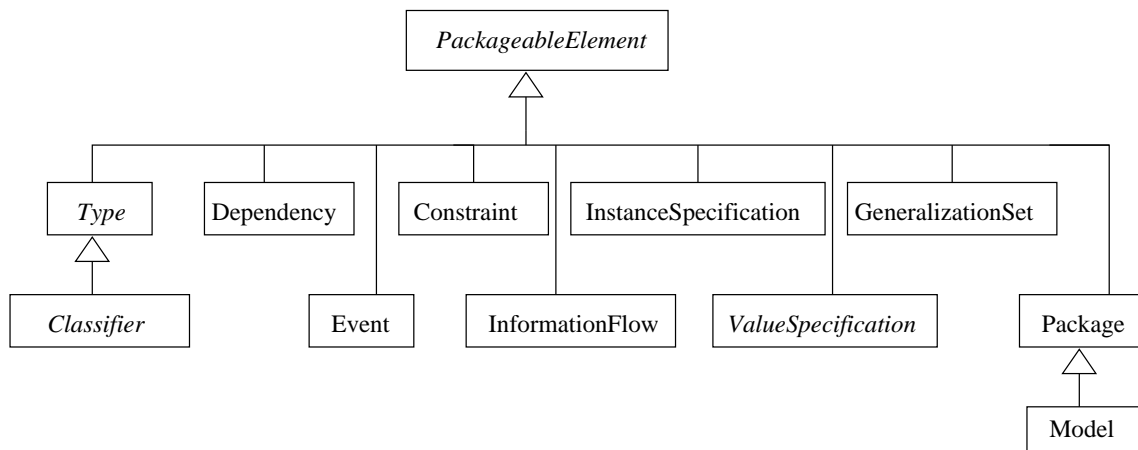 PackageableElement
Type
Dependency
Constraint
InstanceSpecification
GeneralizationSet
Classifier
Event
InformationFlow
ValueSpecification
Package
Model